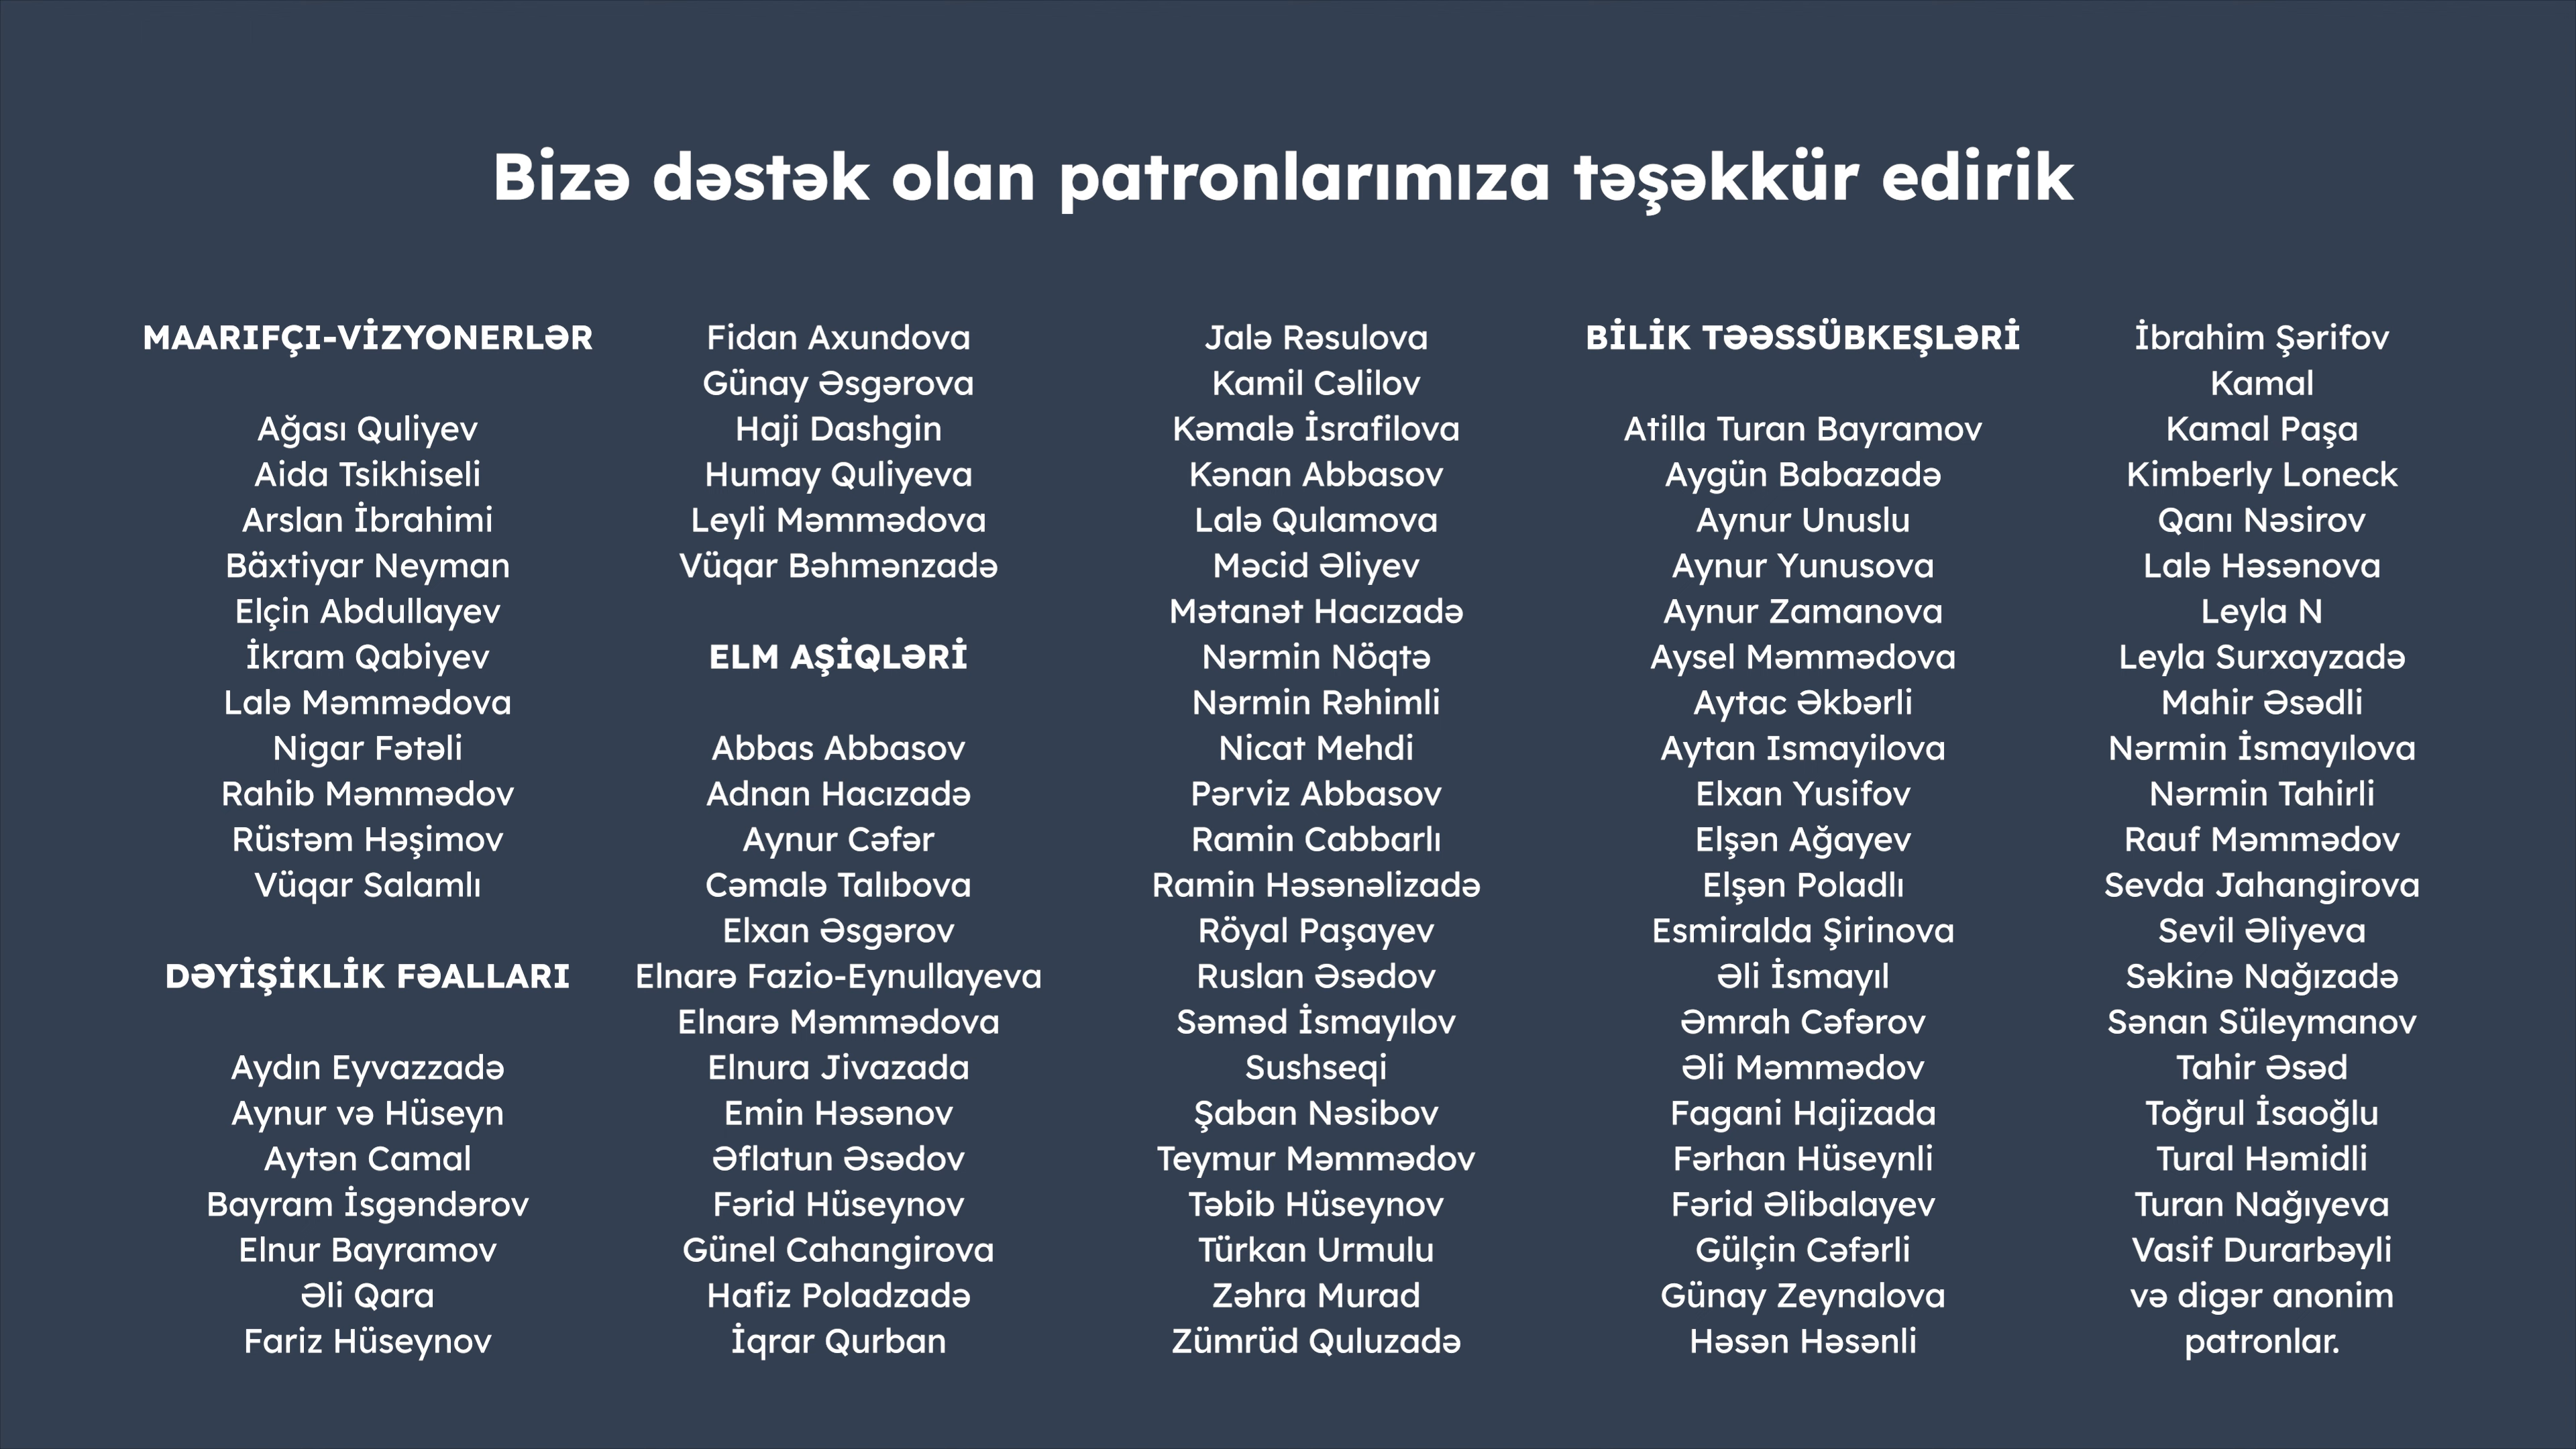 Bizə dəstək olan patronlarımıza təşəkkür edirik
MAARIFÇI-VİZYONERLƏR
Ağası Quliyev
Aida Tsikhiseli
Arslan İbrahimi
Bäxtiyar Neyman
Elçin Abdullayev
İkram Qabiyev
Lalə Məmmədova
Nigar Fətəli
Rahib Məmmədov
Rüstəm Həşimov
Vüqar Salamlı
DƏYİŞİKLİK FƏALLARI
Aydın Eyvazzadə
Aynur və Hüseyn
Aytən Camal
Bayram İsgəndərov
Elnur Bayramov
Əli Qara
Fariz Hüseynov
Fidan Axundova
Günay Əsgərova
Haji Dashgin
Humay Quliyeva
Leyli Məmmədova
Vüqar Bəhmənzadə
ELM AŞİQLƏRİ
Abbas Abbasov
Adnan Hacızadə
Aynur Cəfər
Cəmalə Talıbova
Elxan Əsgərov
Elnarə Fazio-Eynullayeva
Elnarə Məmmədova
Elnura Jivazada
Emin Həsənov
Əflatun Əsədov
Fərid Hüseynov
Günel Cahangirova
Hafiz Poladzadə
İqrar Qurban
Jalə Rəsulova
Kamil Cəlilov
Kəmalə İsrafilova
Kənan Abbasov
Lalə Qulamova
Məcid Əliyev
Mətanət Hacızadə
Nərmin Nöqtə
Nərmin Rəhimli
Nicat Mehdi
Pərviz Abbasov
Ramin Cabbarlı
Ramin Həsənəlizadə
Röyal Paşayev
Ruslan Əsədov
Səməd İsmayılov
Sushseqi
Şaban Nəsibov
Teymur Məmmədov
Təbib Hüseynov
Türkan Urmulu
Zəhra Murad
Zümrüd Quluzadə
BİLİK TƏƏSSÜBKEŞLƏRİ
Atilla Turan Bayramov
Aygün Babazadə
Aynur Unuslu
Aynur Yunusova
Aynur Zamanova
Aysel Məmmədova
Aytac Əkbərli
Aytan Ismayilova
Elxan Yusifov
Elşən Ağayev
Elşən Poladlı
Esmiralda Şirinova
Əli İsmayıl
Əmrah Cəfərov
Əli Məmmədov
Fagani Hajizada
Fərhan Hüseynli
Fərid Əlibalayev
Gülçin Cəfərli
Günay Zeynalova
Həsən Həsənli
İbrahim Şərifov
Kamal
Kamal Paşa
Kimberly Loneck
Qanı Nəsirov
Lalə Həsənova
Leyla N
Leyla Surxayzadə
Mahir Əsədli
Nərmin İsmayılova
Nərmin Tahirli
Rauf Məmmədov
Sevda Jahangirova
Sevil Əliyeva
Səkinə Nağızadə
Sənan Süleymanov
Tahir Əsəd
Toğrul İsaoğlu
Tural Həmidli
Turan Nağıyeva
Vasif Durarbəyli
və digər anonim
patronlar.